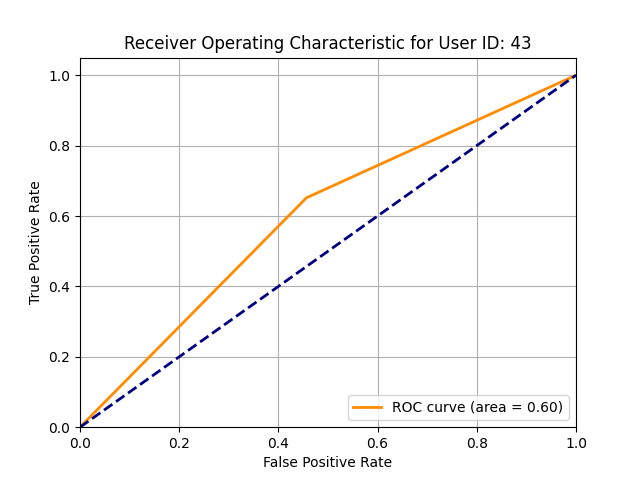 Receiver Operating Characteristic for User ID: 43
True Positive Rate
1.0
0.8
0.6
0.4
0.2
0.0
ROC curve (area = 0.60)
0.0 0.2 0.4 0.6 0.8 1.0
False Positive Rate